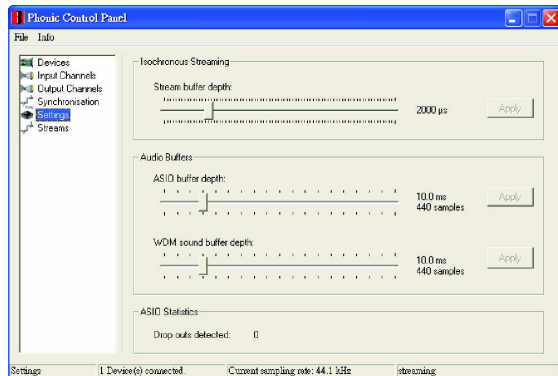 Phonic Control Panel
File Info
Devices
Input Channels
Output Channels
Synchronisation
Settings
Streams
Isochronous Streaming
Stream buffer depth:
2000 µs
Apply
Audio Buffers
ASIO buffer depth:
10.0 ms
440 samples
Apply
WDM sound buffer depth:
10.0 ms
440 samples
Apply
ASIO Statistics
Drop outs detected: 0
Settings
1 Device(s) connected.
Current sampling rate: 44.1 kHz
streaming